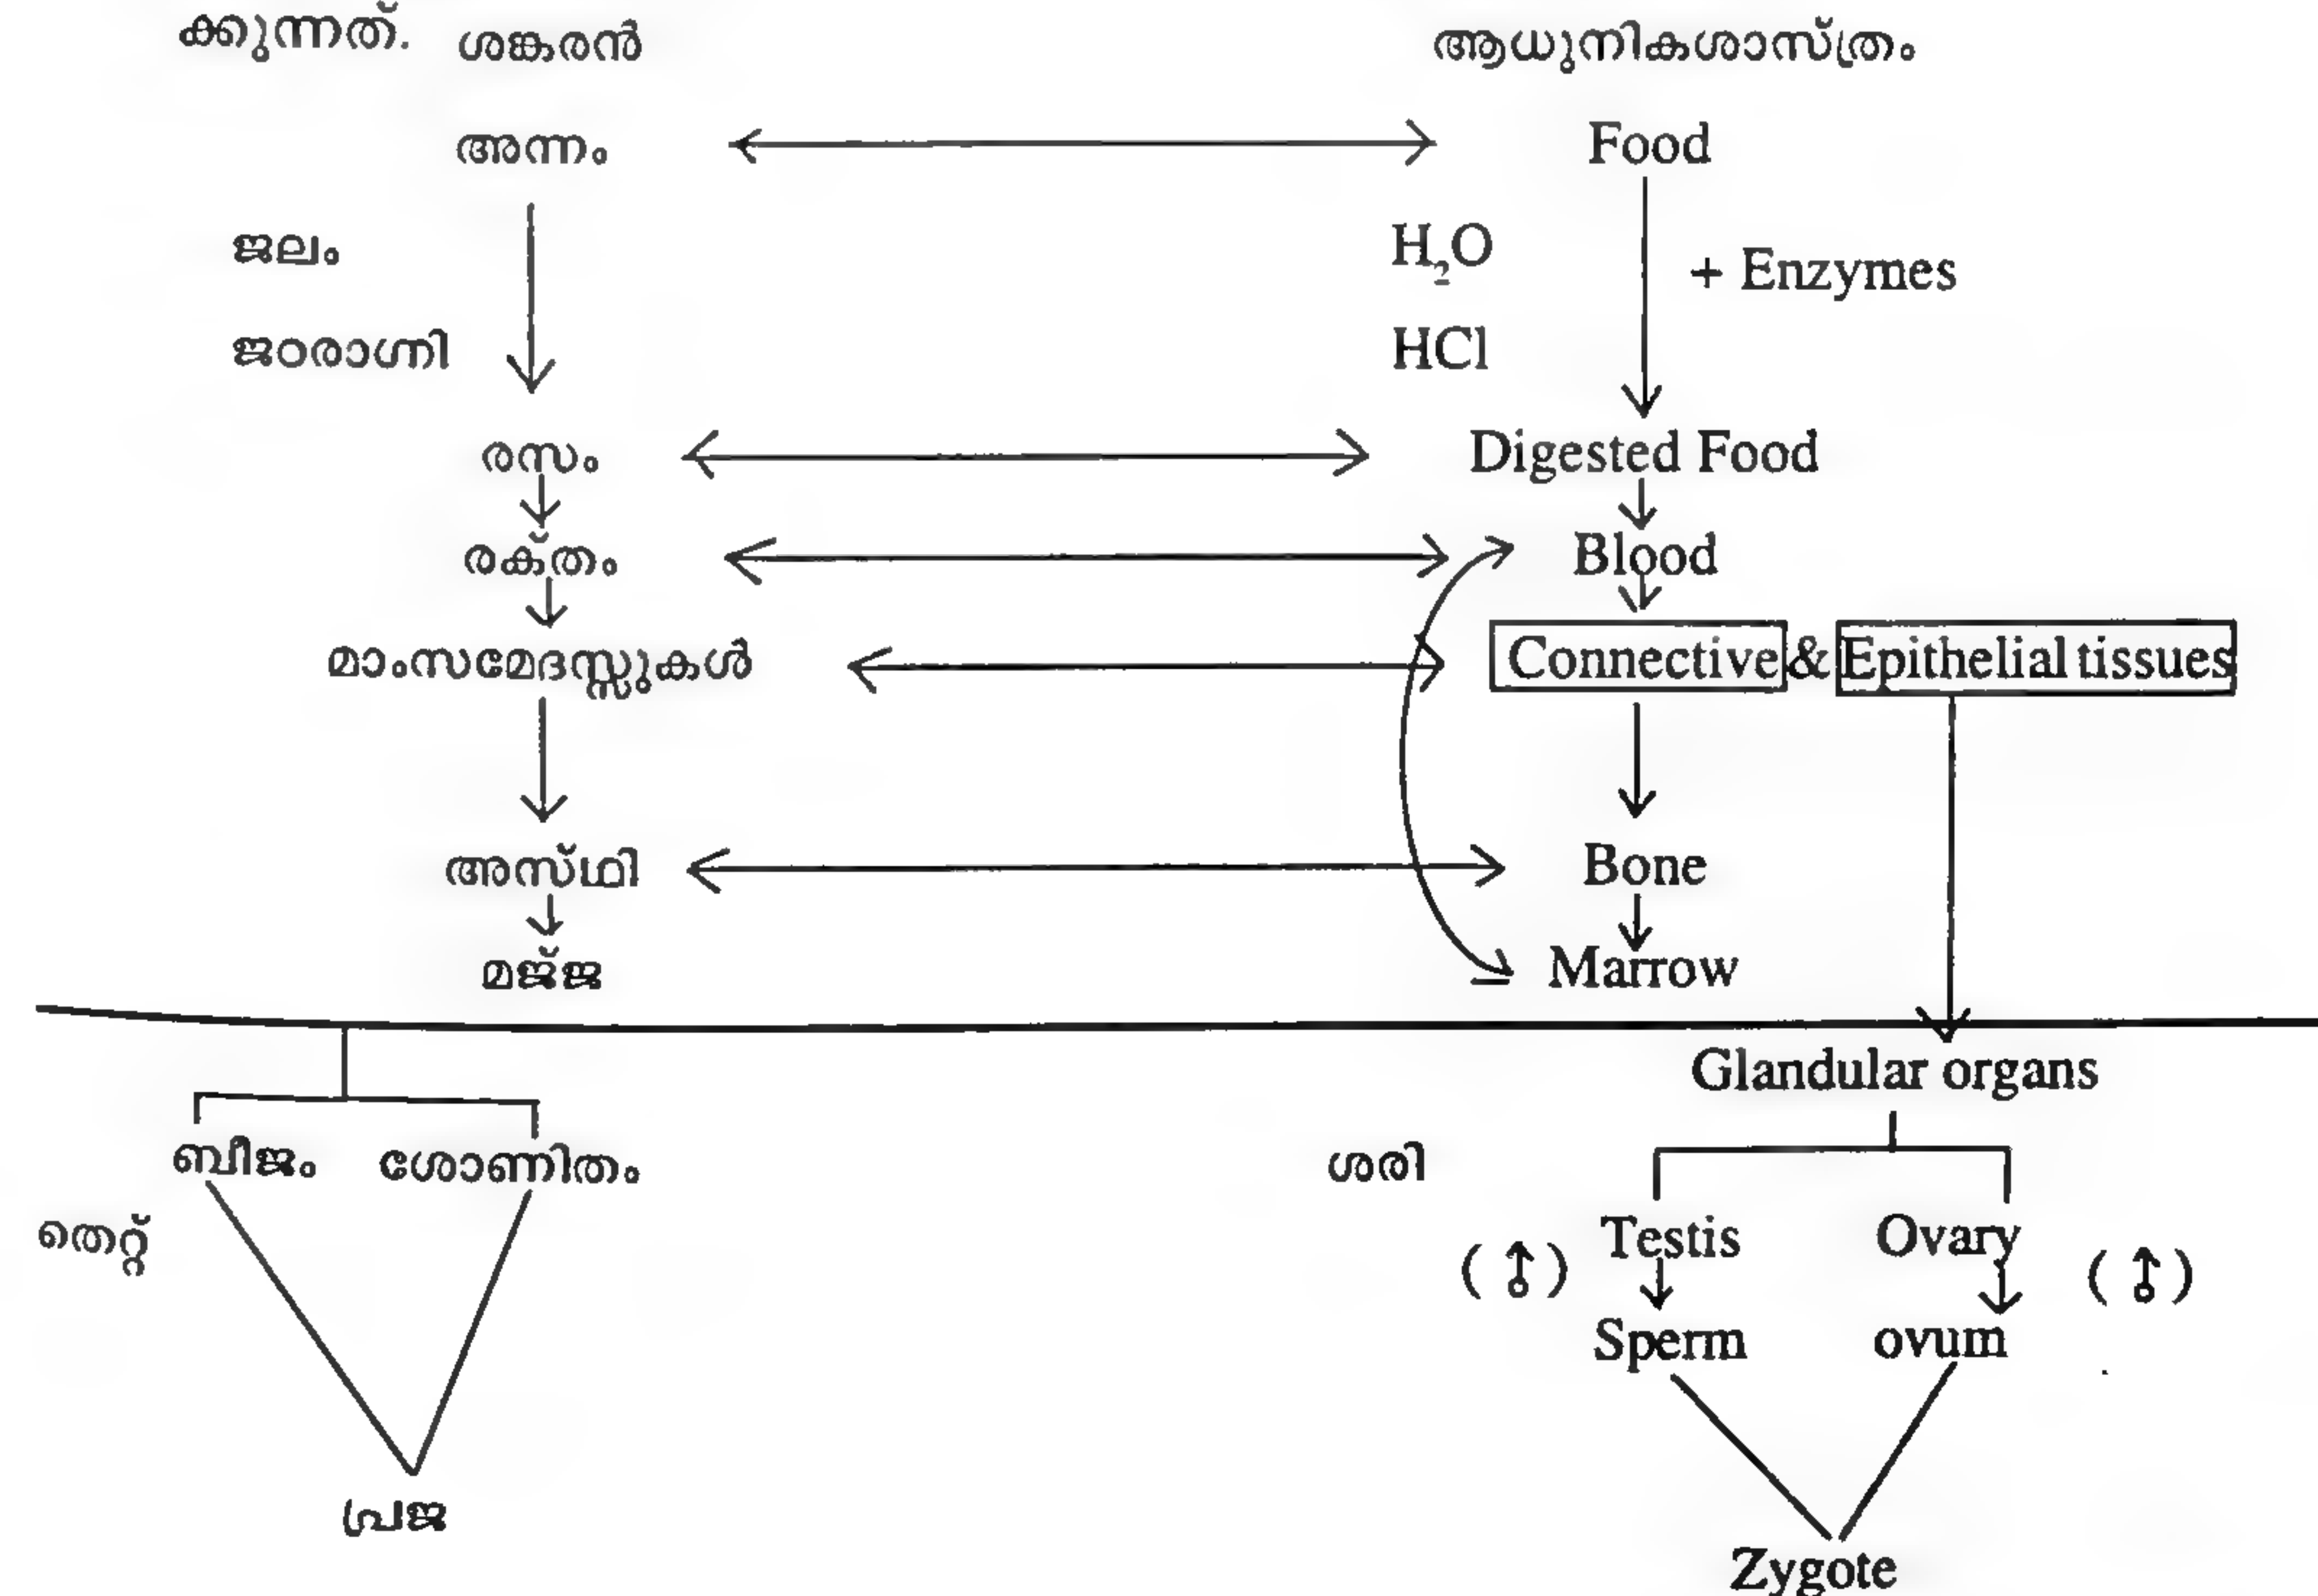 ക്കുന്നത്. ശങ്കരൻ ആധുനികശാസ്ത്രം
അന്നം Food
ജലം H₂O + Enzymes
ജഠരാഗ്നി HCl
രസം Digested Food
രക്തം Blood
മാംസമേദസ്സുകൾ Connective & Epithelial tissues
അസ്ഥി Bone
മജ്ജ Marrow
Glandular organs
ബീജം ശോണിതം ശരി
തെറ്റ് (♂) Testis Ovary (♂)
Sperm ovum
പ്രജ
Zygote